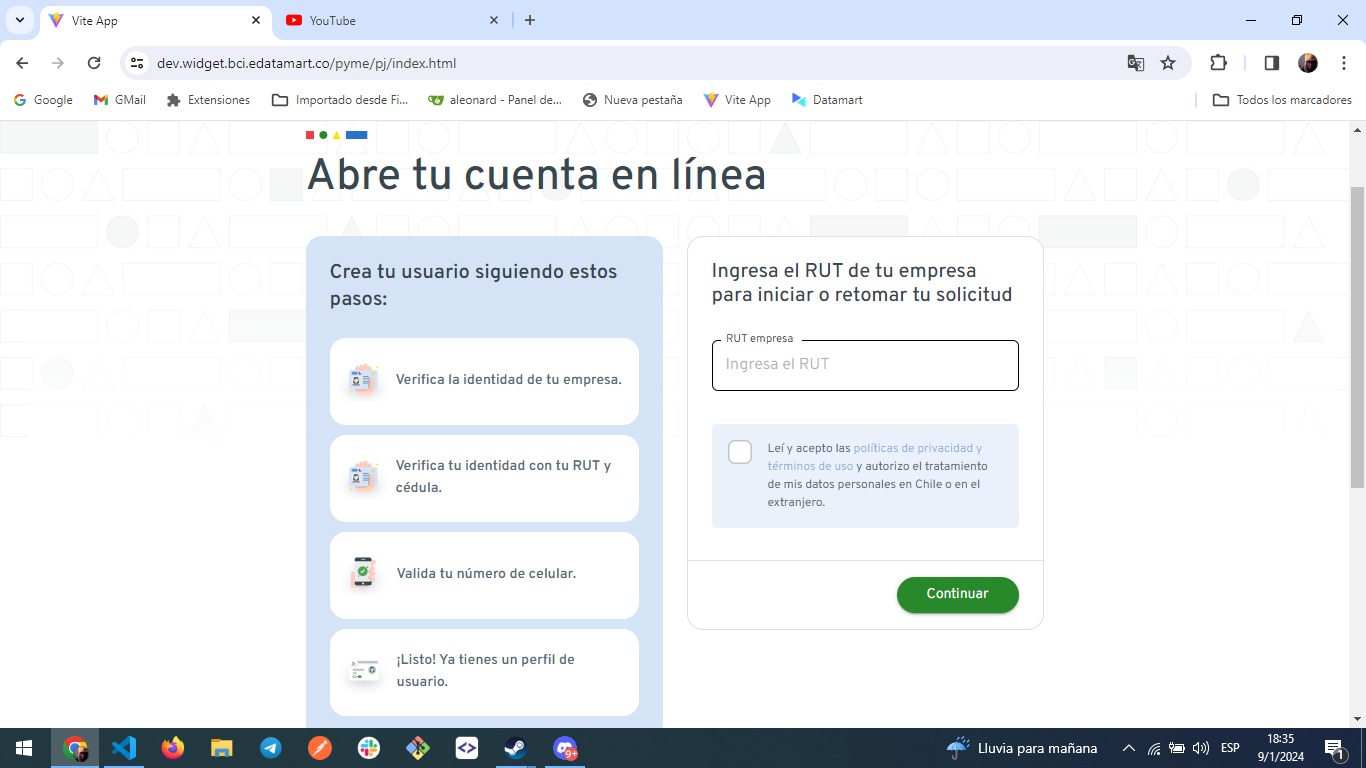 Vite App
YouTube
dev.widget.bci.edatamart.co/pyme/pj/index.html
Google
GMail
Extensiones
Importado desde Fi...
aleonard - Panel de...
Nueva pestaña
Vite App
Datamart
Todos los marcadores
Abre tu cuenta en línea
Crea tu usuario siguiendo estos
pasos:
Verifica la identidad de tu empresa.
Verifica tu identidad con tu RUT y
cédula.
Valida tu número de celular.
¡Listo! Ya tienes un perfil de
usuario.
Ingresa el RUT de tu empresa
para iniciar o retomar tu solicitud
RUT empresa
Ingresa el RUT
Leí y acepto las políticas de privacidad y
términos de uso y autorizo el tratamiento
de mis datos personales en Chile o en el
extranjero.
Continuar
9+
Lluvia para mañana
ESP
18:35
9/1/2024
1